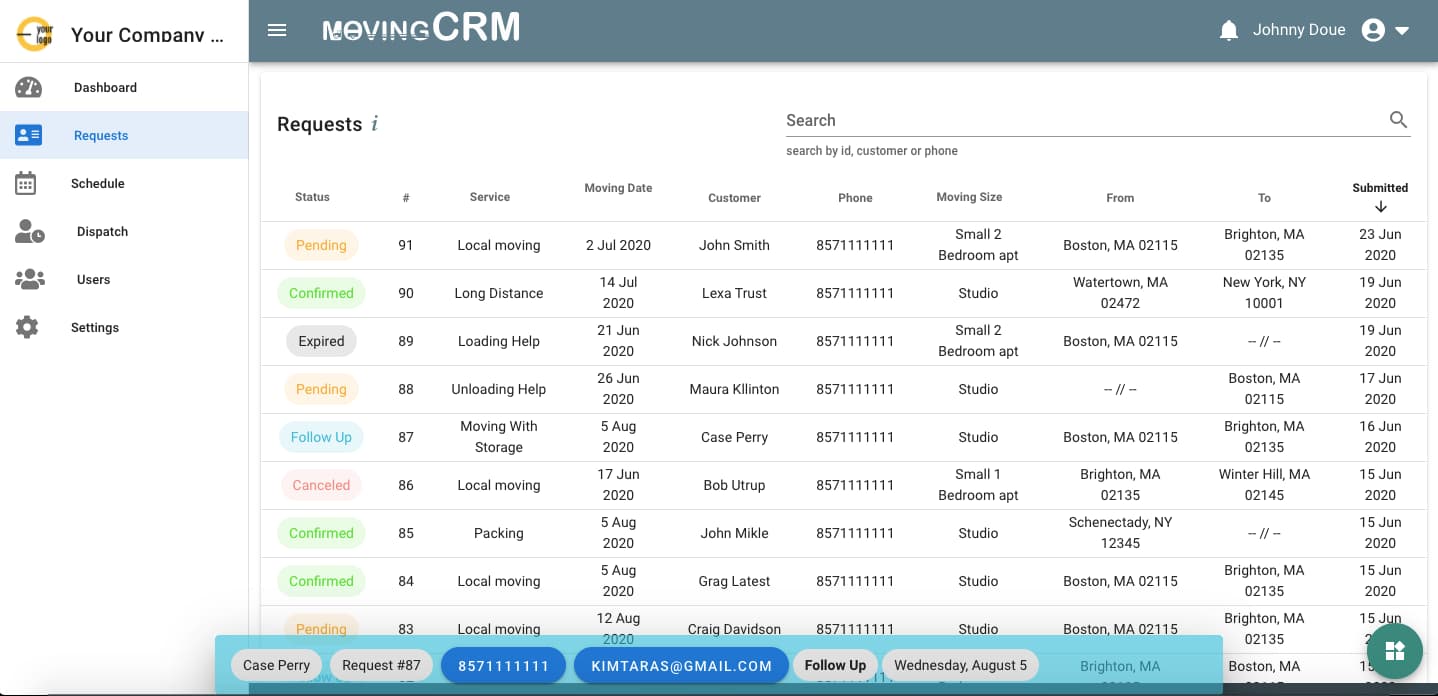 your
logo
Your Company ...
MOVINGCRM
Johnny Doue
Dashboard
Requests
Schedule
Dispatch
Users
Settings
Requests i
Search
search by id, customer or phone
Status # Service Moving Date Customer Phone Moving Size From To Submitted
Pending 91 Local moving 2 Jul 2020 John Smith 8571111111 Small 2 Bedroom apt Boston, MA 02115 Brighton, MA 02135 23 Jun 2020
Confirmed 90 Long Distance 14 Jul 2020 Lexa Trust 8571111111 Studio Watertown, MA 02472 New York, NY 10001 19 Jun 2020
Expired 89 Loading Help 21 Jun 2020 Nick Johnson 8571111111 Small 2 Bedroom apt Boston, MA 02115 -- // -- 19 Jun 2020
Pending 88 Unloading Help 26 Jun 2020 Maura Kllinton 8571111111 Studio -- // -- Boston, MA 02115 17 Jun 2020
Follow Up 87 Moving With Storage 5 Aug 2020 Case Perry 8571111111 Studio Boston, MA 02115 Brighton, MA 02135 16 Jun 2020
Canceled 86 Local moving 17 Jun 2020 Bob Utrup 8571111111 Small 1 Bedroom apt Brighton, MA 02135 Winter Hill, MA 02145 15 Jun 2020
Confirmed 85 Packing 5 Aug 2020 John Mikle 8571111111 Studio Schenectady, NY 12345 -- // -- 15 Jun 2020
Confirmed 84 Local moving 5 Aug 2020 Grag Latest 8571111111 Studio Boston, MA 02115 Brighton, MA 02135 15 Jun 2020
Pending 83 Local moving 12 Aug 2020 Craig Davidson 8571111111 Studio Boston, MA 02115 Brighton, MA 02135 15 Jun
Brighton, MA Boston, MA
Case Perry Request #87 8571111111 KIMTARAS@GMAIL.COM Follow Up Wednesday, August 5